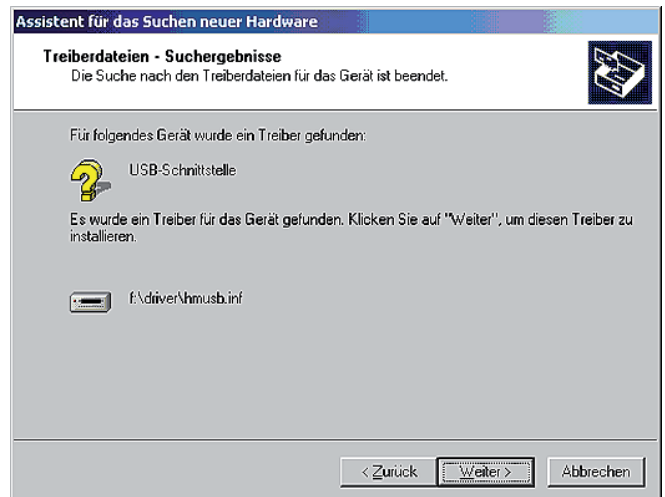 Assistent für das Suchen neuer Hardware
Treiberdateien - Suchergebnisse
Die Suche nach den Treiberdateien für das Gerät ist beendet.
Für folgendes Gerät wurde ein Treiber gefunden:
USB-Schnittstelle
Es wurde ein Treiber für das Gerät gefunden. Klicken Sie auf "Weiter", um diesen Treiber zu
installieren.
f:\driver\hmusb.inf
< Zurück
Weiter >
Abbrechen